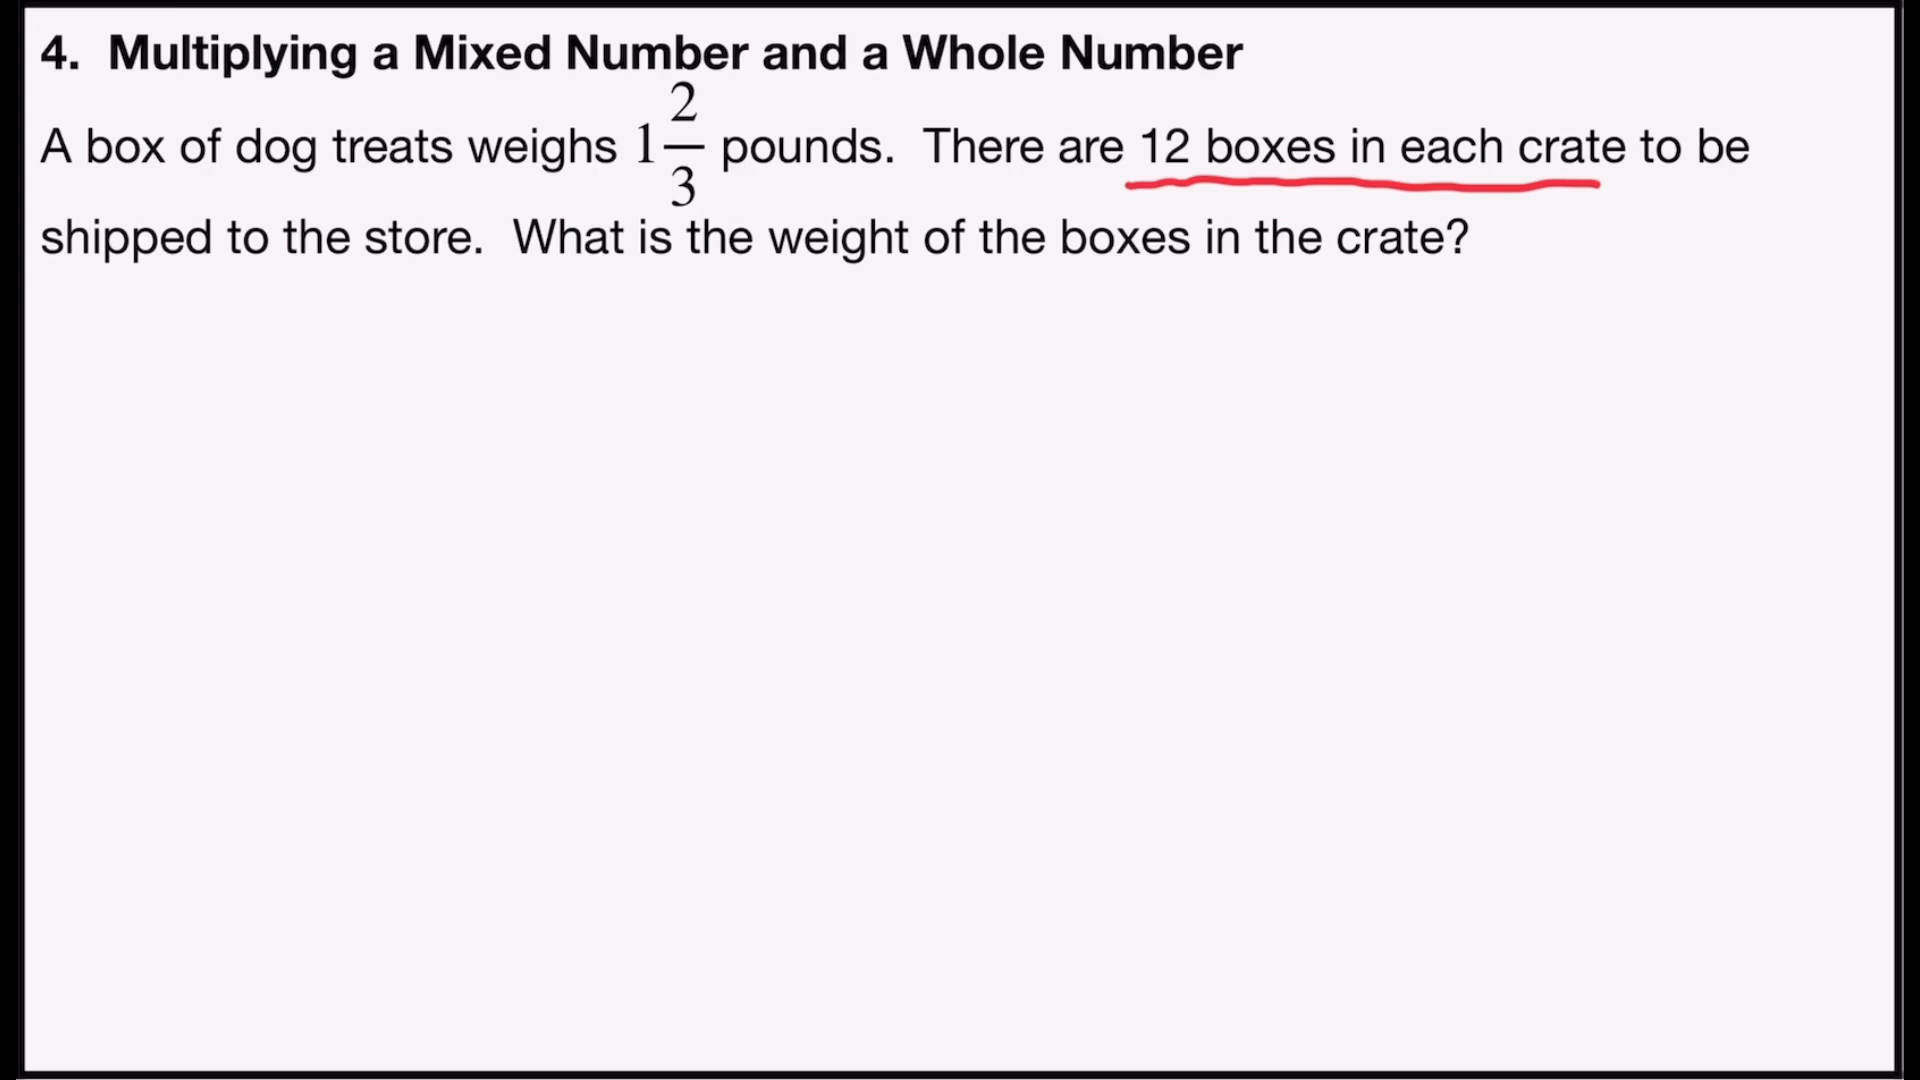 4. Multiplying a Mixed Number and a Whole Number
A box of dog treats weighs 1 2/3 pounds. There are 12 boxes in each crate to be
shipped to the store. What is the weight of the boxes in the crate?